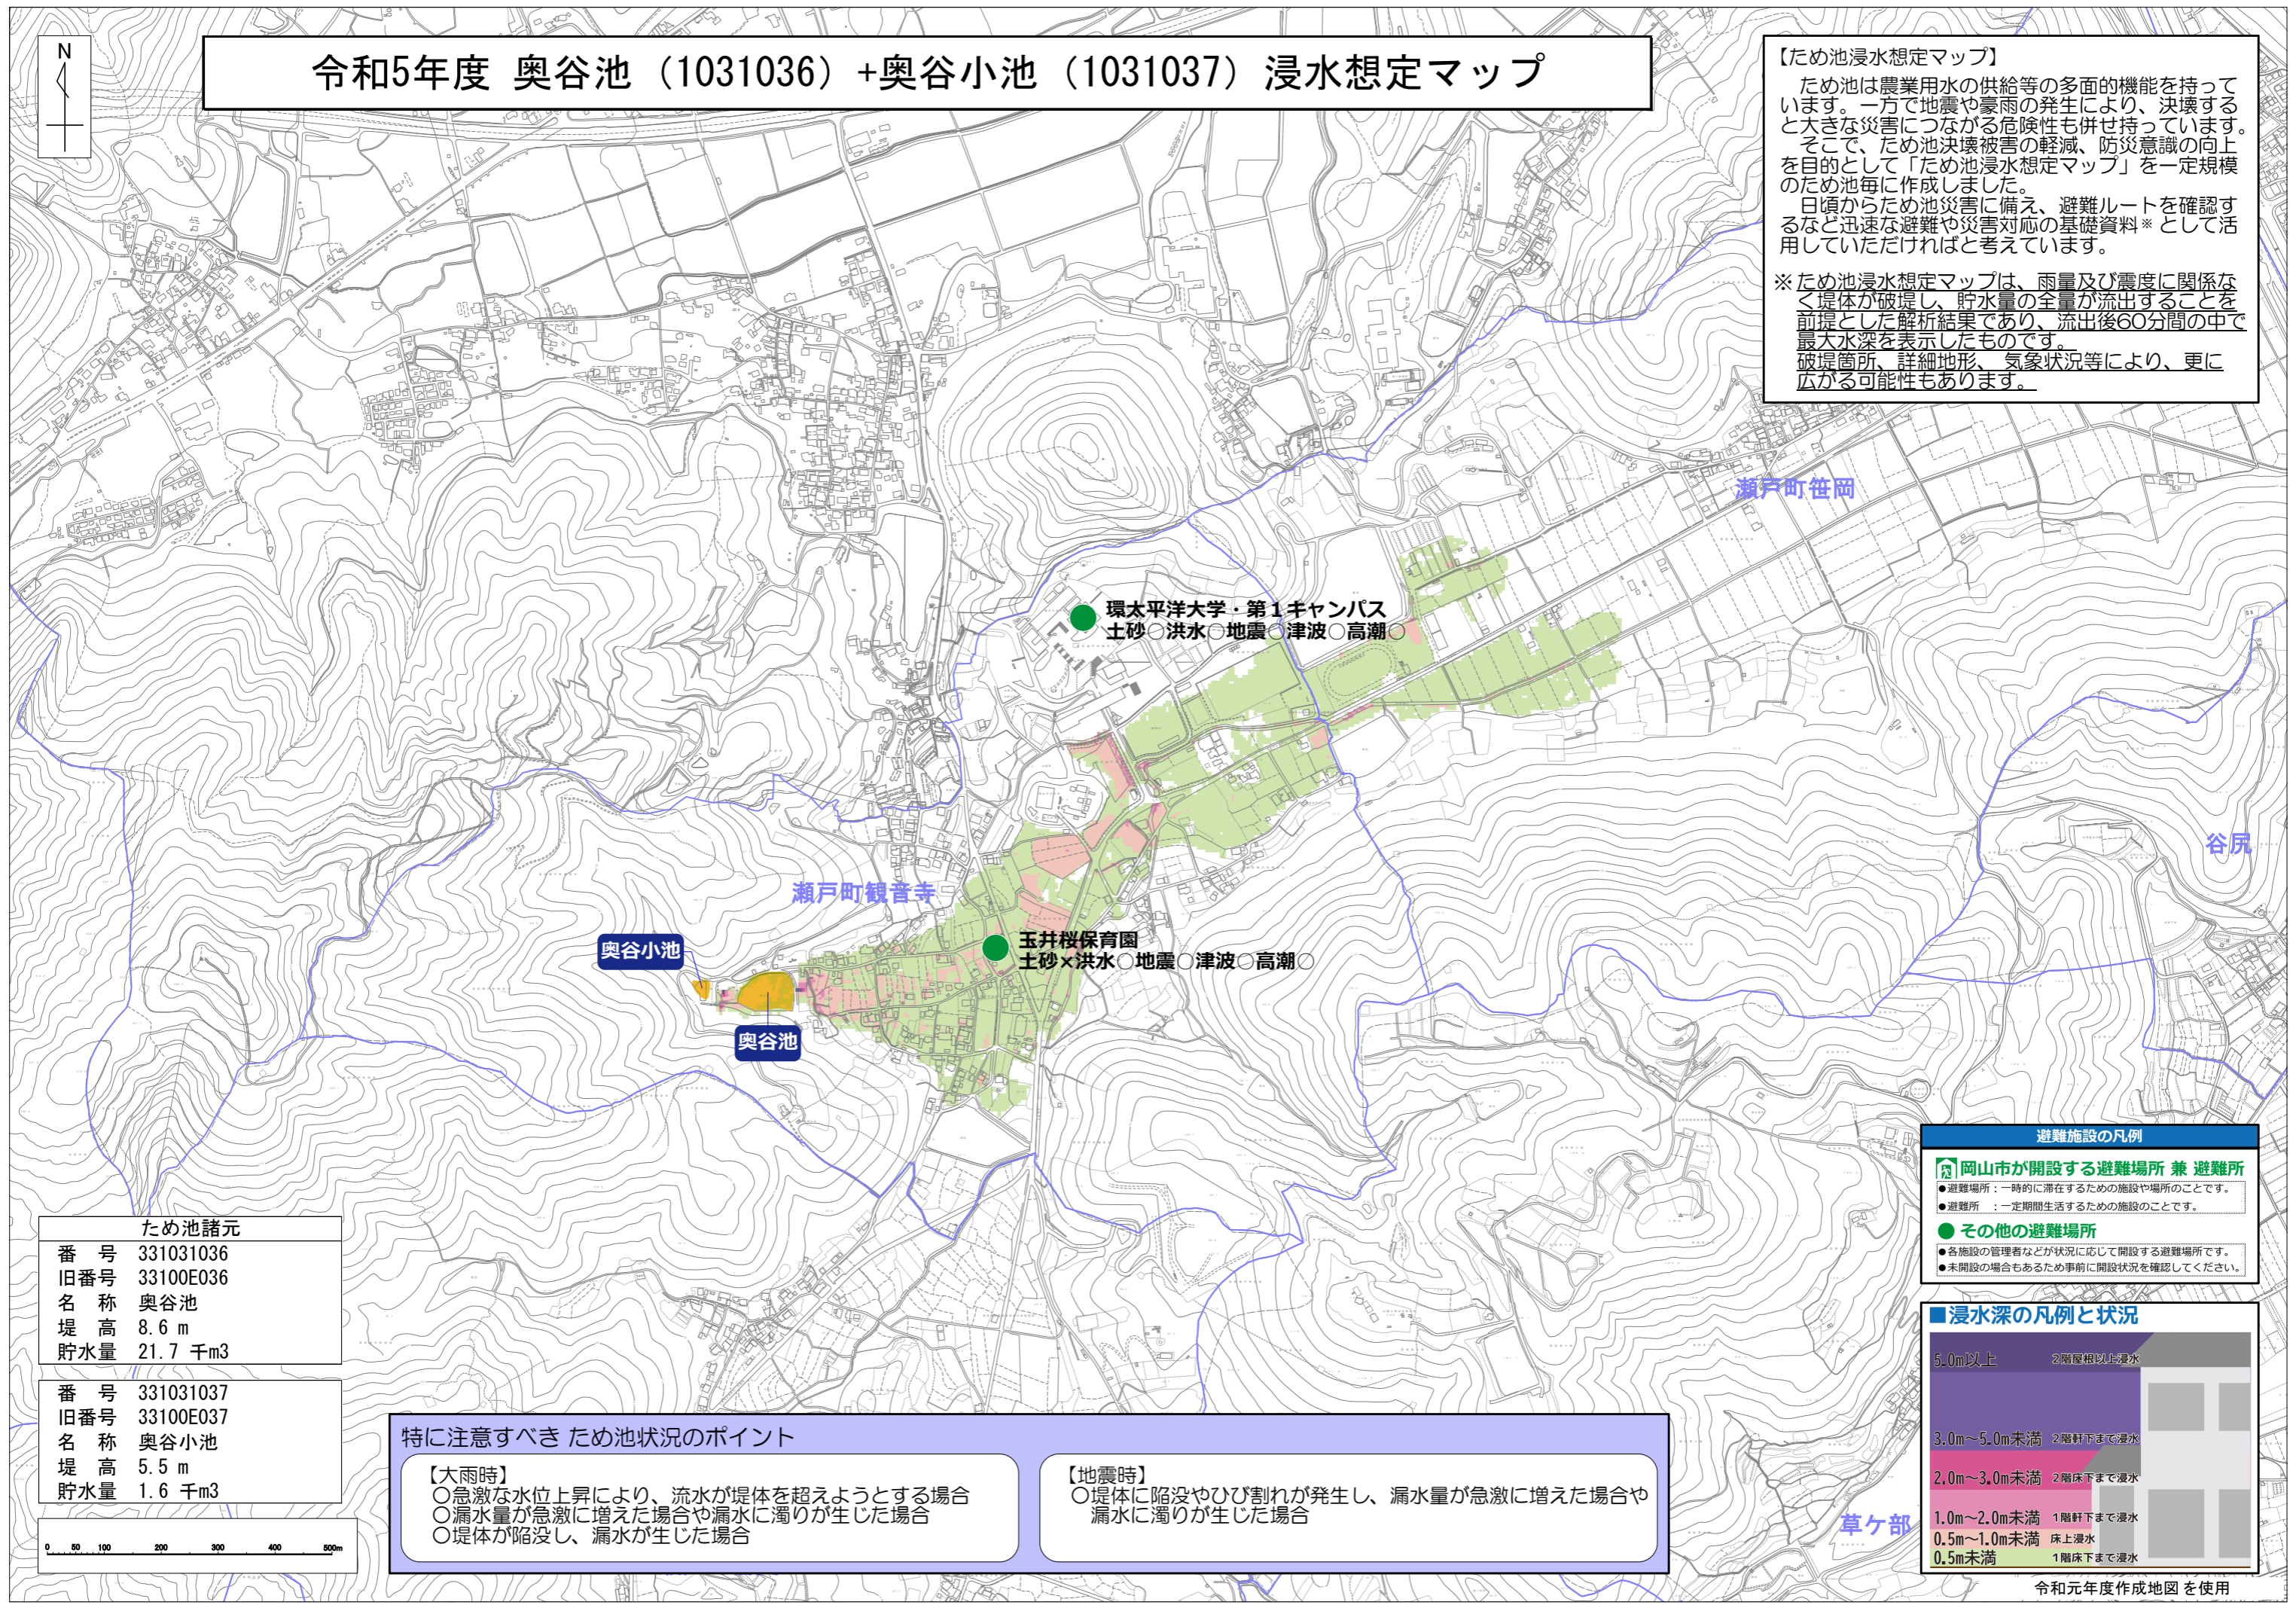 N
令和5年度 奥谷池（1031036）+奥谷小池（1031037）浸水想定マップ
【ため池浸水想定マップ】
ため池は農業用水の供給等の多面的機能を持って
います。一方で地震や豪雨の発生により、決壊する
と大きな災害につながる危険性も併せ持っています。
そこで、ため池決壊被害の軽減、防災意識の向上
を目的として「ため池浸水想定マップ」を一定規模
のため池毎に作成しました。
日頃からため池災害に備え、避難ルートを確認す
るなど迅速な避難や災害対応の基礎資料※として活
用していただければと考えています。
※ため池浸水想定マップは、雨量及び震度に関係な
く堤体が破堤し、貯水量の全量が流出することを
前提とした解析結果であり、流出後60分間の中で
最大水深を表示したものです。
破堤箇所、詳細地形、気象状況等により、更に
広がる可能性もあります。
瀬戸町笹岡
環太平洋大学・第１キャンパス
土砂○洪水○地震○津波○高潮○
谷尻
瀬戸町観音寺
玉井桜保育園
土砂×洪水○地震○津波○高潮○
奥谷小池
奥谷池
避難施設の凡例
岡山市が開設する避難場所 兼 避難所
●避難場所：一時的に滞在するための施設や場所のことです。
●避難所 ：一定期間生活するための施設のことです。
● その他の避難場所
●各施設の管理者などが状況に応じて開設する避難場所です。
●未開設の場合もあるため事前に開設状況を確認してください。
ため池諸元
番 号 331031036
旧番号 33100E036
名 称 奥谷池
堤 高 8.6 m
貯水量 21.7 千m3
番 号 331031037
旧番号 33100E037
名 称 奥谷小池
堤 高 5.5 m
貯水量 1.6 千m3
0 50 100 200 300 400 500m
特に注意すべき ため池状況のポイント
【大雨時】
○急激な水位上昇により、流水が堤体を超えようとする場合
○漏水量が急激に増えた場合や漏水に濁りが生じた場合
○堤体が陥没し、漏水が生じた場合
【地震時】
○堤体に陥没やひび割れが発生し、漏水量が急激に増えた場合や
漏水に濁りが生じた場合
草ケ部
■浸水深の凡例と状況
5.0m以上 2階屋根以上浸水
3.0m～5.0m未満 2階軒下まで浸水
2.0m～3.0m未満 2階床下まで浸水
1.0m～2.0m未満 1階軒下まで浸水
0.5m～1.0m未満 床上浸水
0.5m未満 1階床下まで浸水
令和元年度作成地図を使用